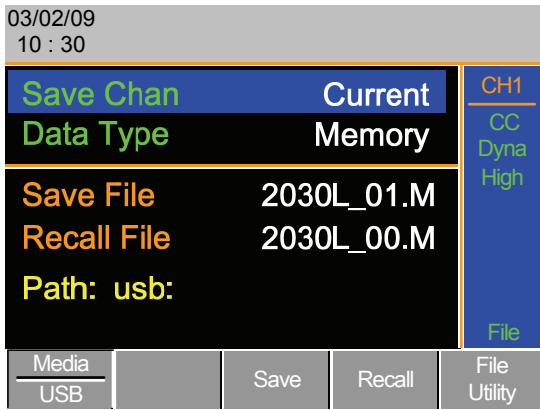 03/02/09
10 : 30
Save Chan Current
Data Type Memory
Save File 2030L_01.M
Recall File 2030L_00.M
Path: usb:
CH1
CC
Dyna
High
File
Media
USB
Save
Recall
File
Utility